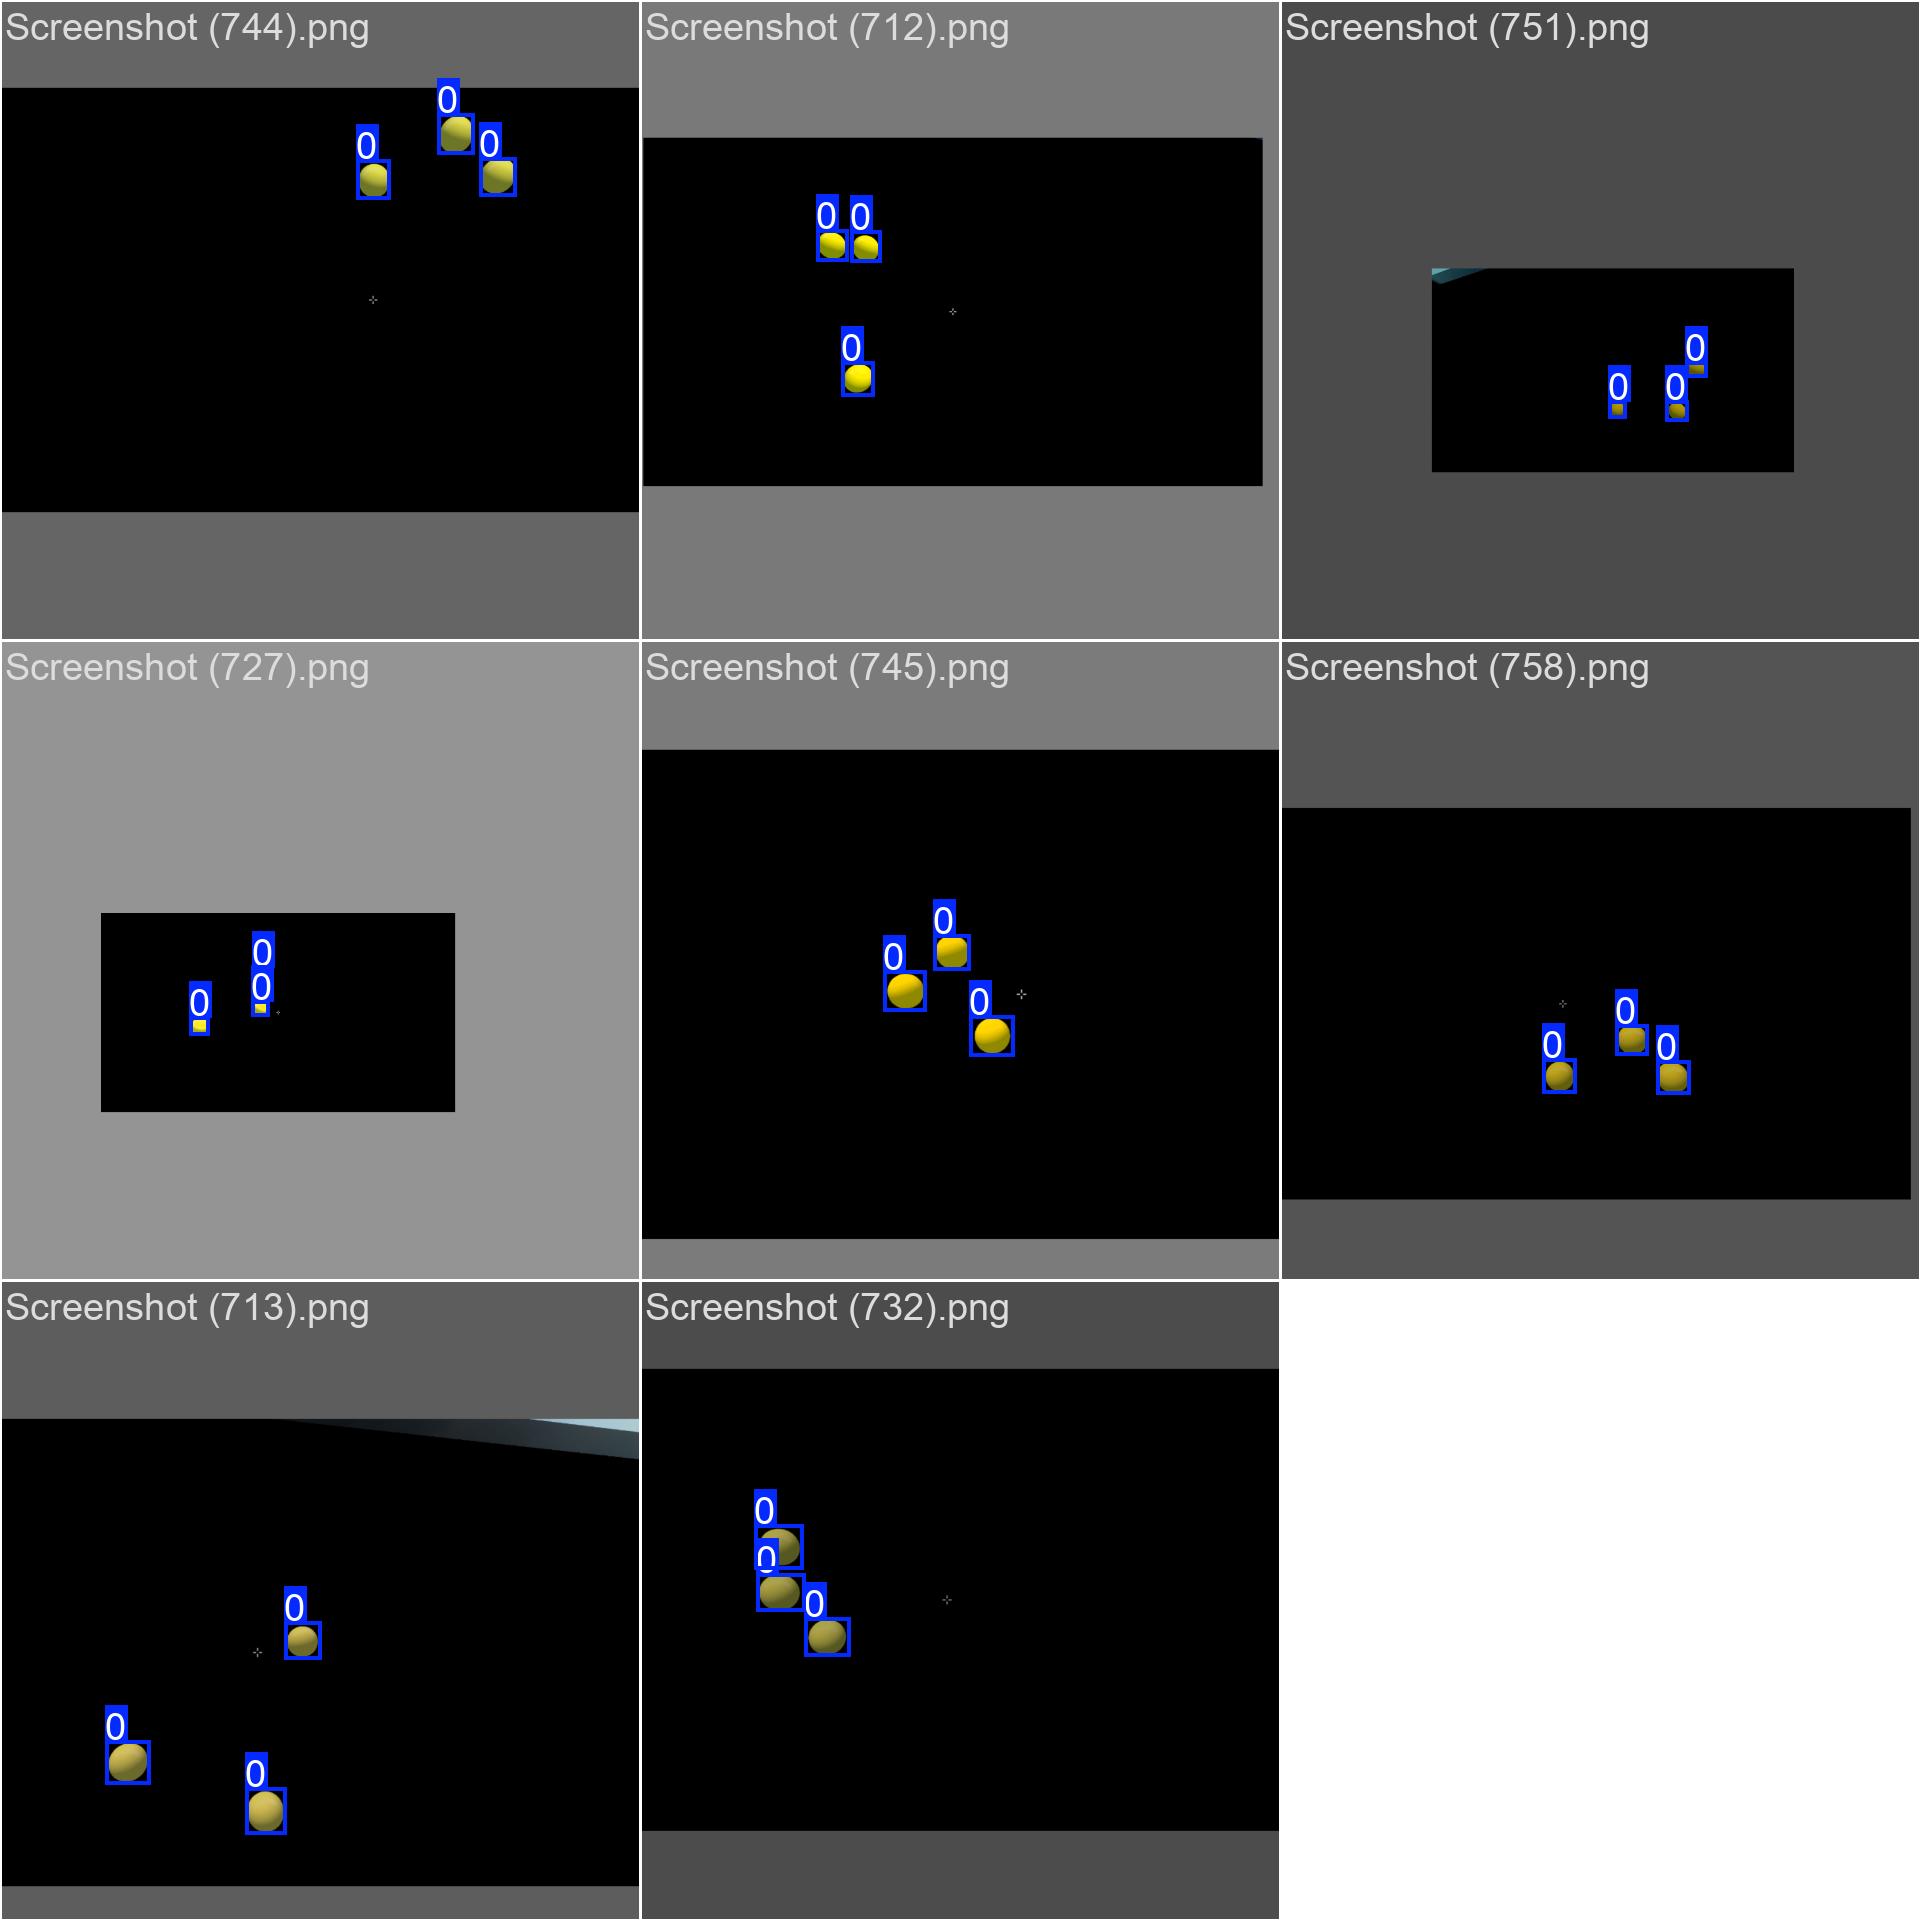 Screenshot (744).png
0
0
0
Screenshot (712).png
0 0
0
Screenshot (751).png
0
0 0
Screenshot (727).png
0
0
0
Screenshot (745).png
0
0
0
Screenshot (758).png
0
0
0
Screenshot (713).png
0
0
0
Screenshot (732).png
0
0
0